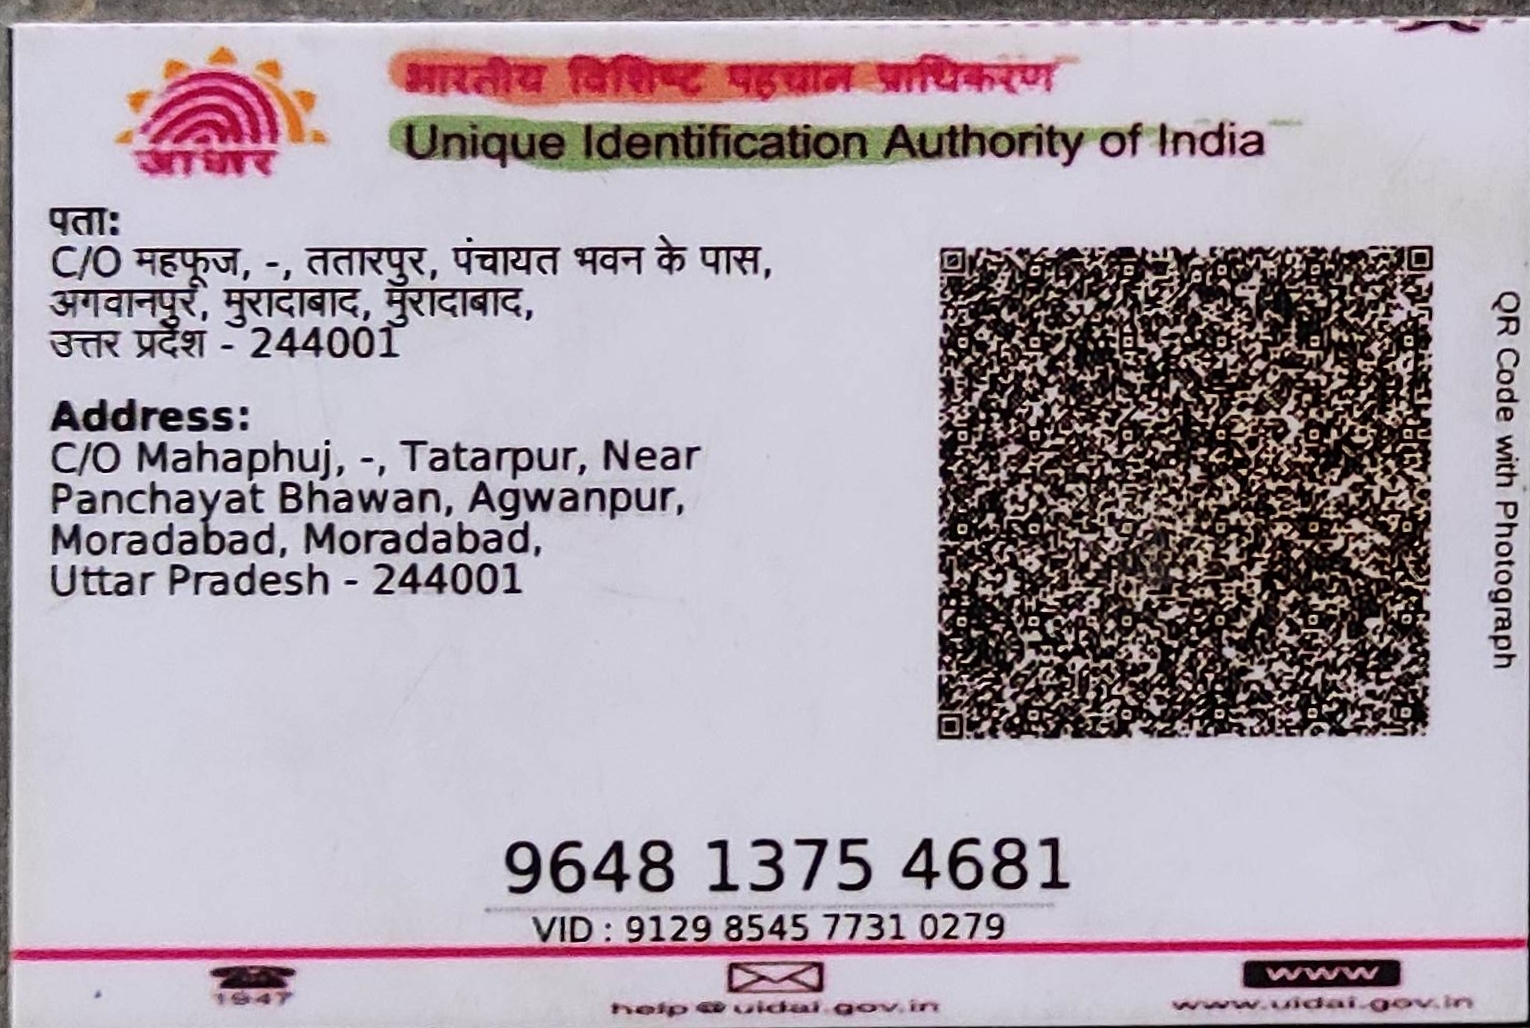 भारतीय विशिष्ट पहचान प्राधिकरण
Unique Identification Authority of India
आधार
पता:
C/O महफूज, -, ततारपुर, पंचायत भवन के पास,
अगवानपुर, मुरादाबाद, मुरादाबाद,
उत्तर प्रदेश - 244001
Address:
C/O Mahaphuj, -, Tatarpur, Near
Panchayat Bhawan, Agwanpur,
Moradabad, Moradabad,
Uttar Pradesh - 244001
QR Code with Photograph
9648 1375 4681
VID : 9129 8545 7731 0279
1947
help@uidai.gov.in
www
www.uidai.gov.in